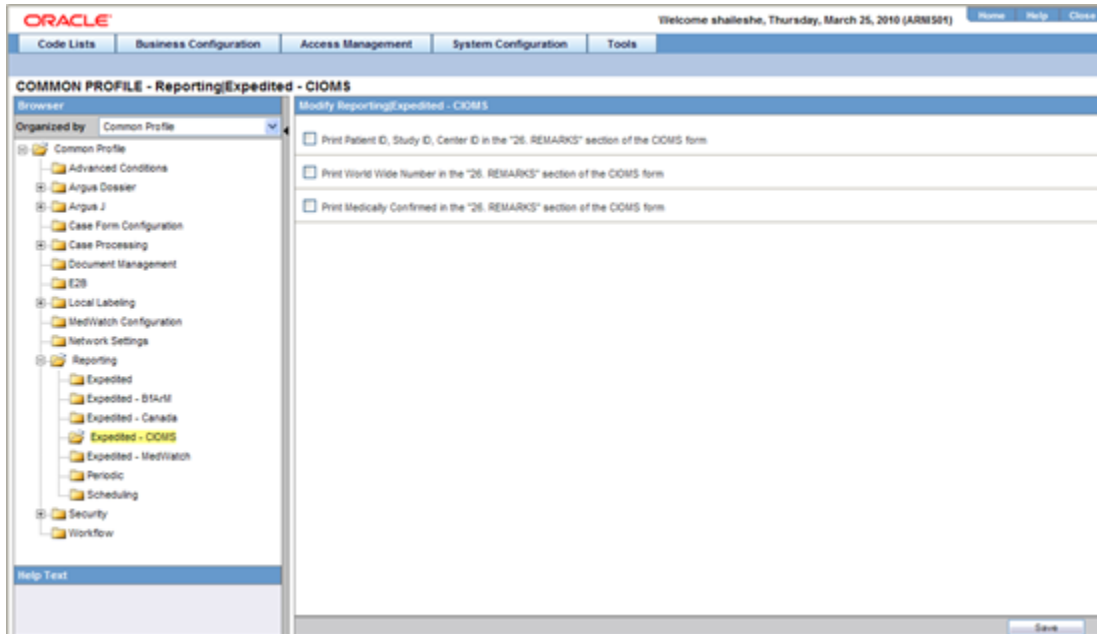 ORACLE
Welcome shaileshe, Thursday, March 25, 2010 (ARMIS01)
Home Help Close
Code Lists Business Configuration Access Management System Configuration Tools
COMMON PROFILE - Reporting|Expedited - CIOMS
Browser
Modify Reporting|Expedited - CIOMS
Organized by Common Profile
Common Profile
Advanced Conditions
Argus Dossier
Argus J
Case Form Configuration
Case Processing
Document Management
E2B
Local Labeling
MedWatch Configuration
Network Settings
Reporting
Expedited
Expedited - BfArM
Expedited - Canada
Expedited - CIOMS
Expedited - MedWatch
Periodic
Scheduling
Security
Workflow
Print Patient ID, Study ID, Center ID in the "26. REMARKS" section of the CIOMS form
Print World Wide Number in the "26. REMARKS" section of the CIOMS form
Print Medically Confirmed in the "26. REMARKS" section of the CIOMS form
Help Text
Save